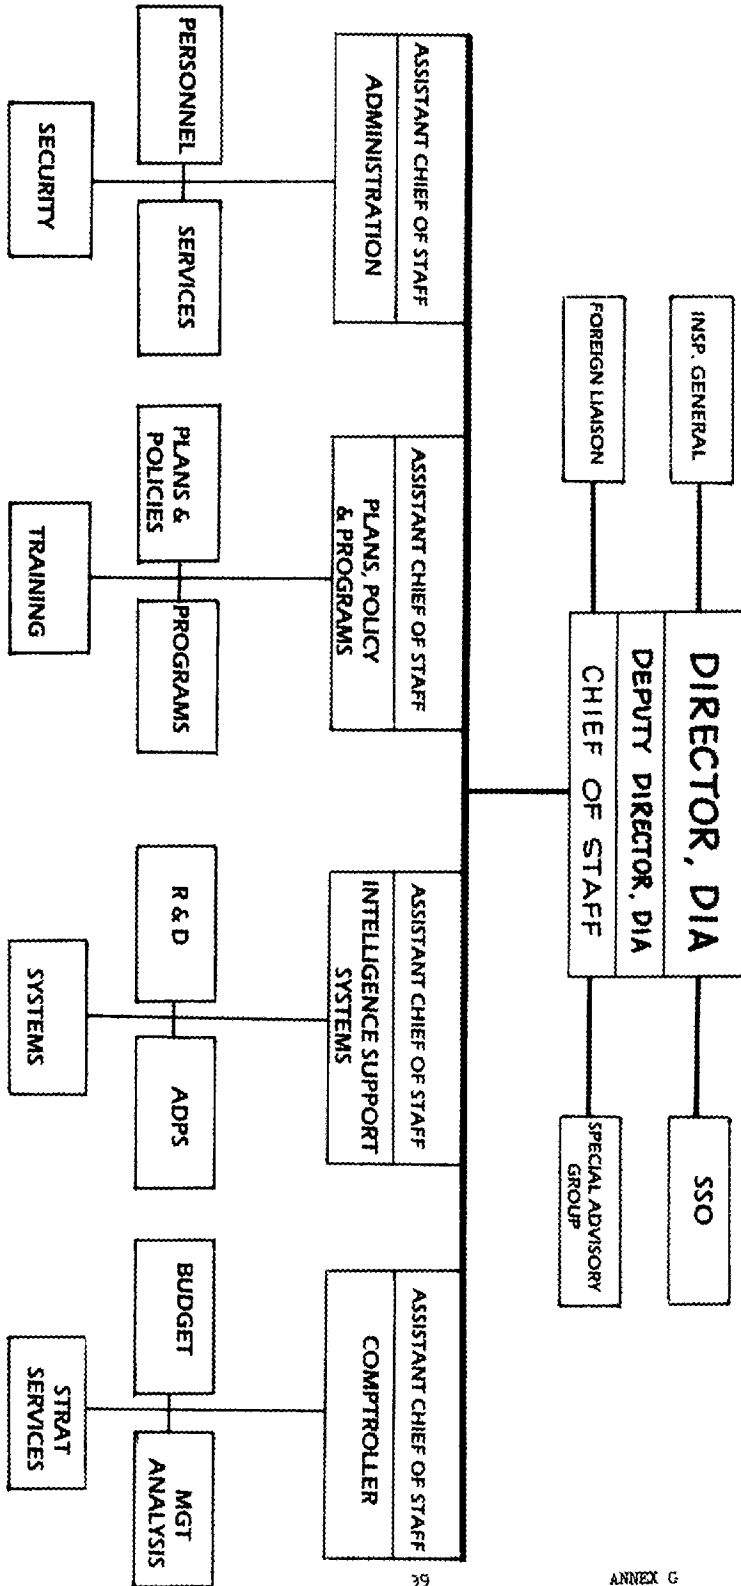 ANNEX G
DIRECTOR, DIA
DEPUTY DIRECTOR, DIA
CHIEF OF STAFF
INSP. GENERAL
FOREIGN LIAISON
SSO
SPECIAL ADVISORY
GROUP
ASSISTANT CHIEF OF STAFF
ADMINISTRATION
PERSONNEL
SERVICES
SECURITY
ASSISTANT CHIEF OF STAFF
PLANS, POLICY
& PROGRAMS
PLANS &
POLICIES
PROGRAMS
TRAINING
ASSISTANT CHIEF OF STAFF
INTELLIGENCE SUPPORT
SYSTEMS
R & D
ADPS
SYSTEMS
ASSISTANT CHIEF OF STAFF
COMPTROLLER
BUDGET
MGT
ANALYSIS
STRAT
SERVICES
39